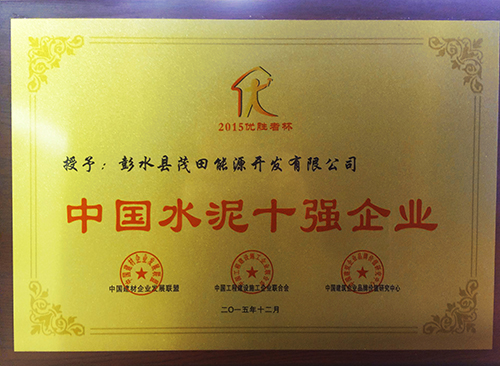 2015优胜者杯
授予：彭水县茂田能源开发有限公司
中国水泥十强企业
中国建材企业发展联盟 中国工程建设施工企业联合会 中国建筑业企业品牌价值研究中心
二〇一五年十二月